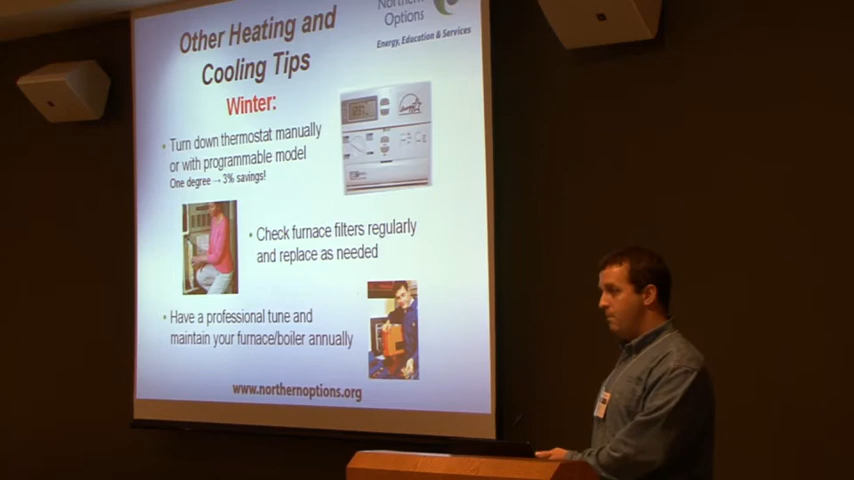 Other Heating and
Cooling Tips
Northern
Options
Energy, Education & Services
Winter:
• Turn down thermostat manually
or with programmable model
One degree → 3% savings!
• Check furnace filters regularly
and replace as needed
• Have a professional tune and
maintain your furnace/boiler annually
www.northernoptions.org